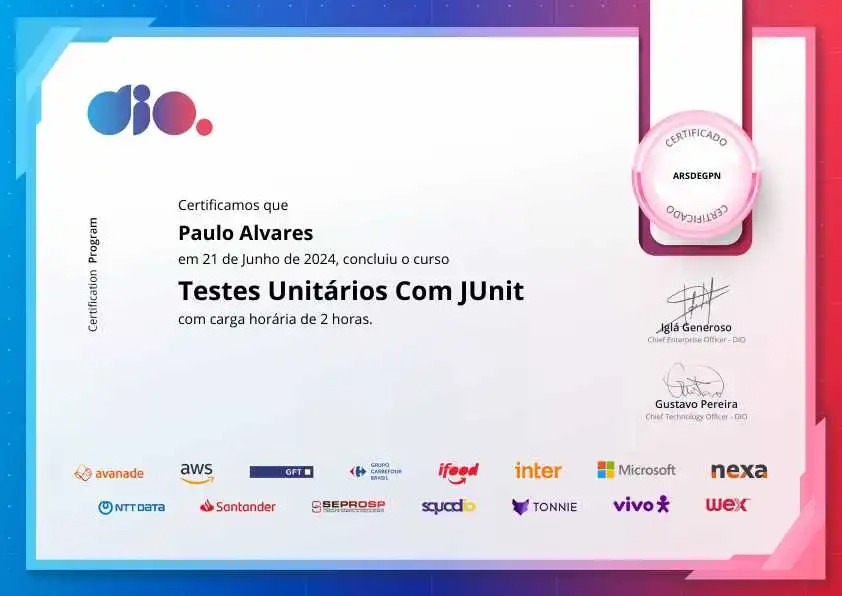 dio.
CERTIFICADO
ARSDEGPN
CERTIFICADO
Certification Program
Certificamos que
Paulo Alvares
em 21 de Junho de 2024, concluiu o curso
Testes Unitários Com JUnit
com carga horária de 2 horas.
Iglá Generoso
Chief Enterprise Officer - DIO
Gustavo Pereira
Chief Technology Officer - DIO
avanade
aws
GFT
GRUPO
CARREFOUR
BRASIL
ifood
inter
Microsoft
nexa
NTT DATA
Santander
SEPROSP
squadio
TONNIE
vivo
wex